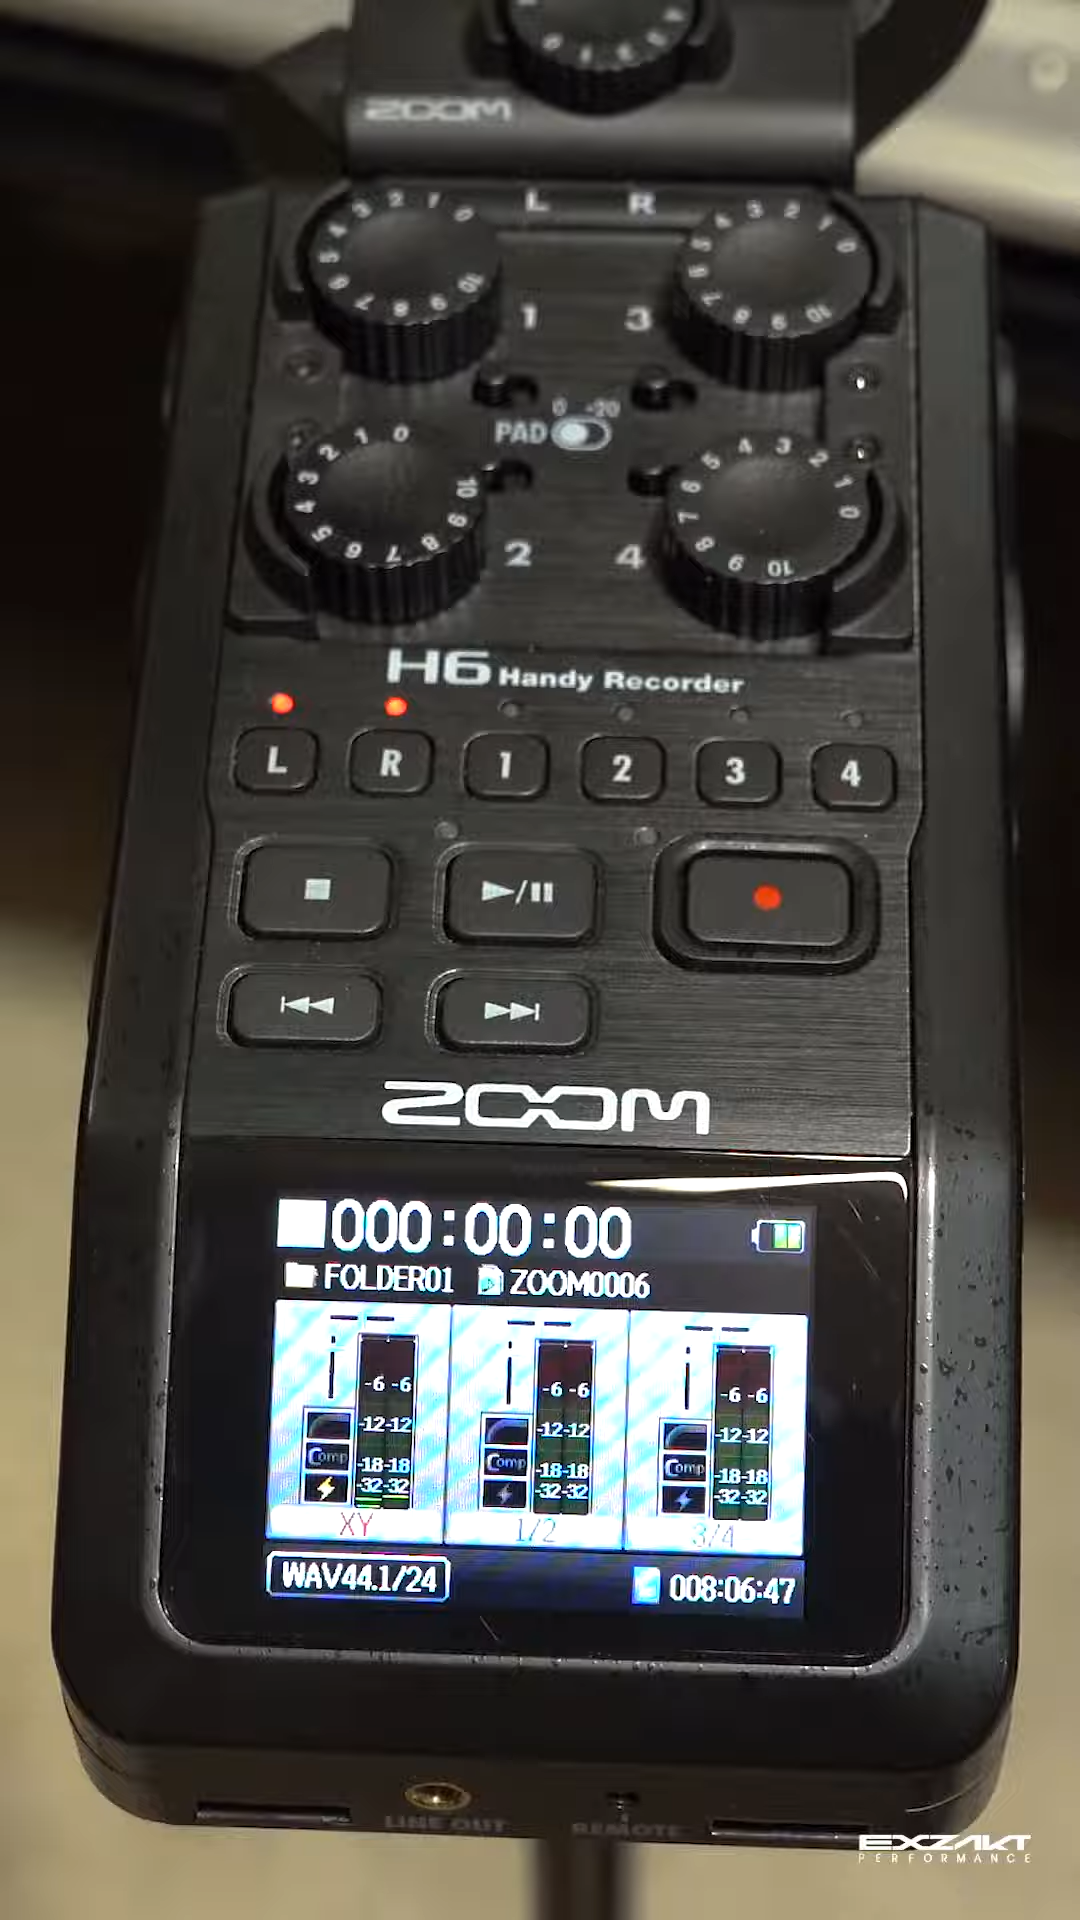 ZOOM
L R
1 3
0 -20
PAD
2 4
H6 Handy Recorder
L R 1 2 3 4
ZOOM
000:00:00
FOLDER01 ZOOM0006
-6 -6 -6 -6 -6 -6
-12 -12 -12 -12 -12 -12
Comp Comp Comp
-18 -18 -18 -18 -18 -18
-32 -32 -32 -32 -32 -32
XY 1/2 3/4
WAV44.1/24 008:06:47
LINE OUT REMOTE
EXZAKT
PERFORMANCE